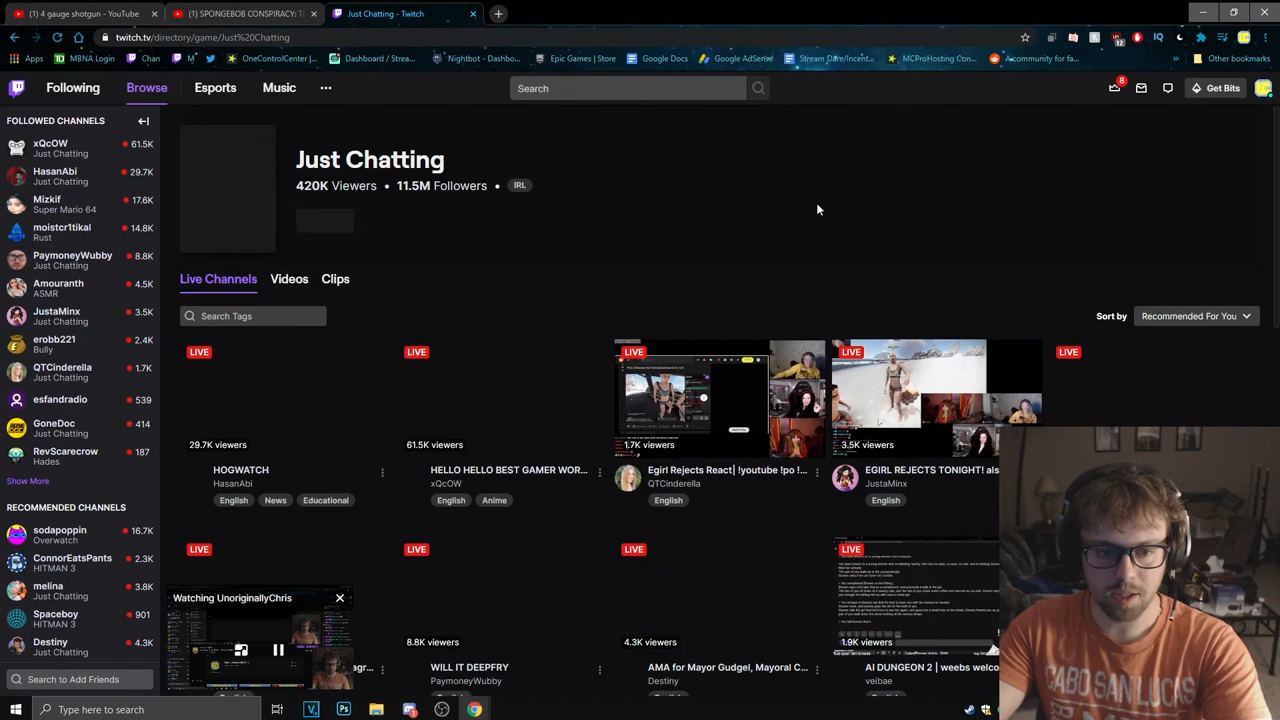 (1) 4 gauge shotgun - YouTube
(1) SPONGEBOB CONSPIRACY: T
Just Chatting - Twitch
twitch.tv/directory/game/Just%20Chatting
12
Apps
MBNet Login
Chan
OneControlCenter |
Dashboard / Strea...
Nightbot - Dashbo...
Epic Games | Store
Google Docs
Google AdSense
Stream Dare/Incent...
MCProHosting Con...
A community for fa...
Other bookmarks
Following
Browse
Esports
Music
Search
8
Get Bits
FOLLOWED CHANNELS
xQcOW 61.5K
Just Chatting
HasanAbi 29.7K
Just Chatting
Mizkif 17.6K
Super Mario 64
moistcr1tikal 14.8K
Rust
PaymoneyWubby 8.8K
Just Chatting
Amouranth 4.5K
ASMR
JustaMinx 3.5K
Just Chatting
erobb221 2.4K
Bully
QTCinderella 1.7K
Just Chatting
esfandradio 539
GoneDoc 414
Just Chatting
RevScarecrow 187
Hades
Show More
RECOMMENDED CHANNELS
sodapoppin 16.7K
Overwatch
ConnorEatsPants 2.3K
HITMAN 3
melina
Just Chatting
HITMAN 3
Just Chatting
Search to Add Friends
Just Chatting
420K Viewers • 11.5M Followers • IRL
Live Channels
Videos
Clips
Search Tags
Sort by
Recommended For You
LIVE
29.7K viewers
HOGWATCH
HasanAbi
English
News
Educational
LIVE
61.5K viewers
HELLO HELLO BEST GAMER WOR...
xQcOW
English
Anime
LIVE
1.7K viewers
Egirl Rejects React| !youtube !po !...
QTCinderella
English
LIVE
3.5K viewers
EGIRL REJECTS TONIGHT! als
JustaMinx
English
LIVE
LIVE
LIVE
8.8K viewers
WILL IT DEEPFRY
PaymoneyWubby
LIVE
4.3K viewers
AMA for Mayor Gudgel, Mayoral C...
Destiny
LIVE
1.9K viewers
AI DUNGEON 2 | weebs welco
veibae
Type here to search